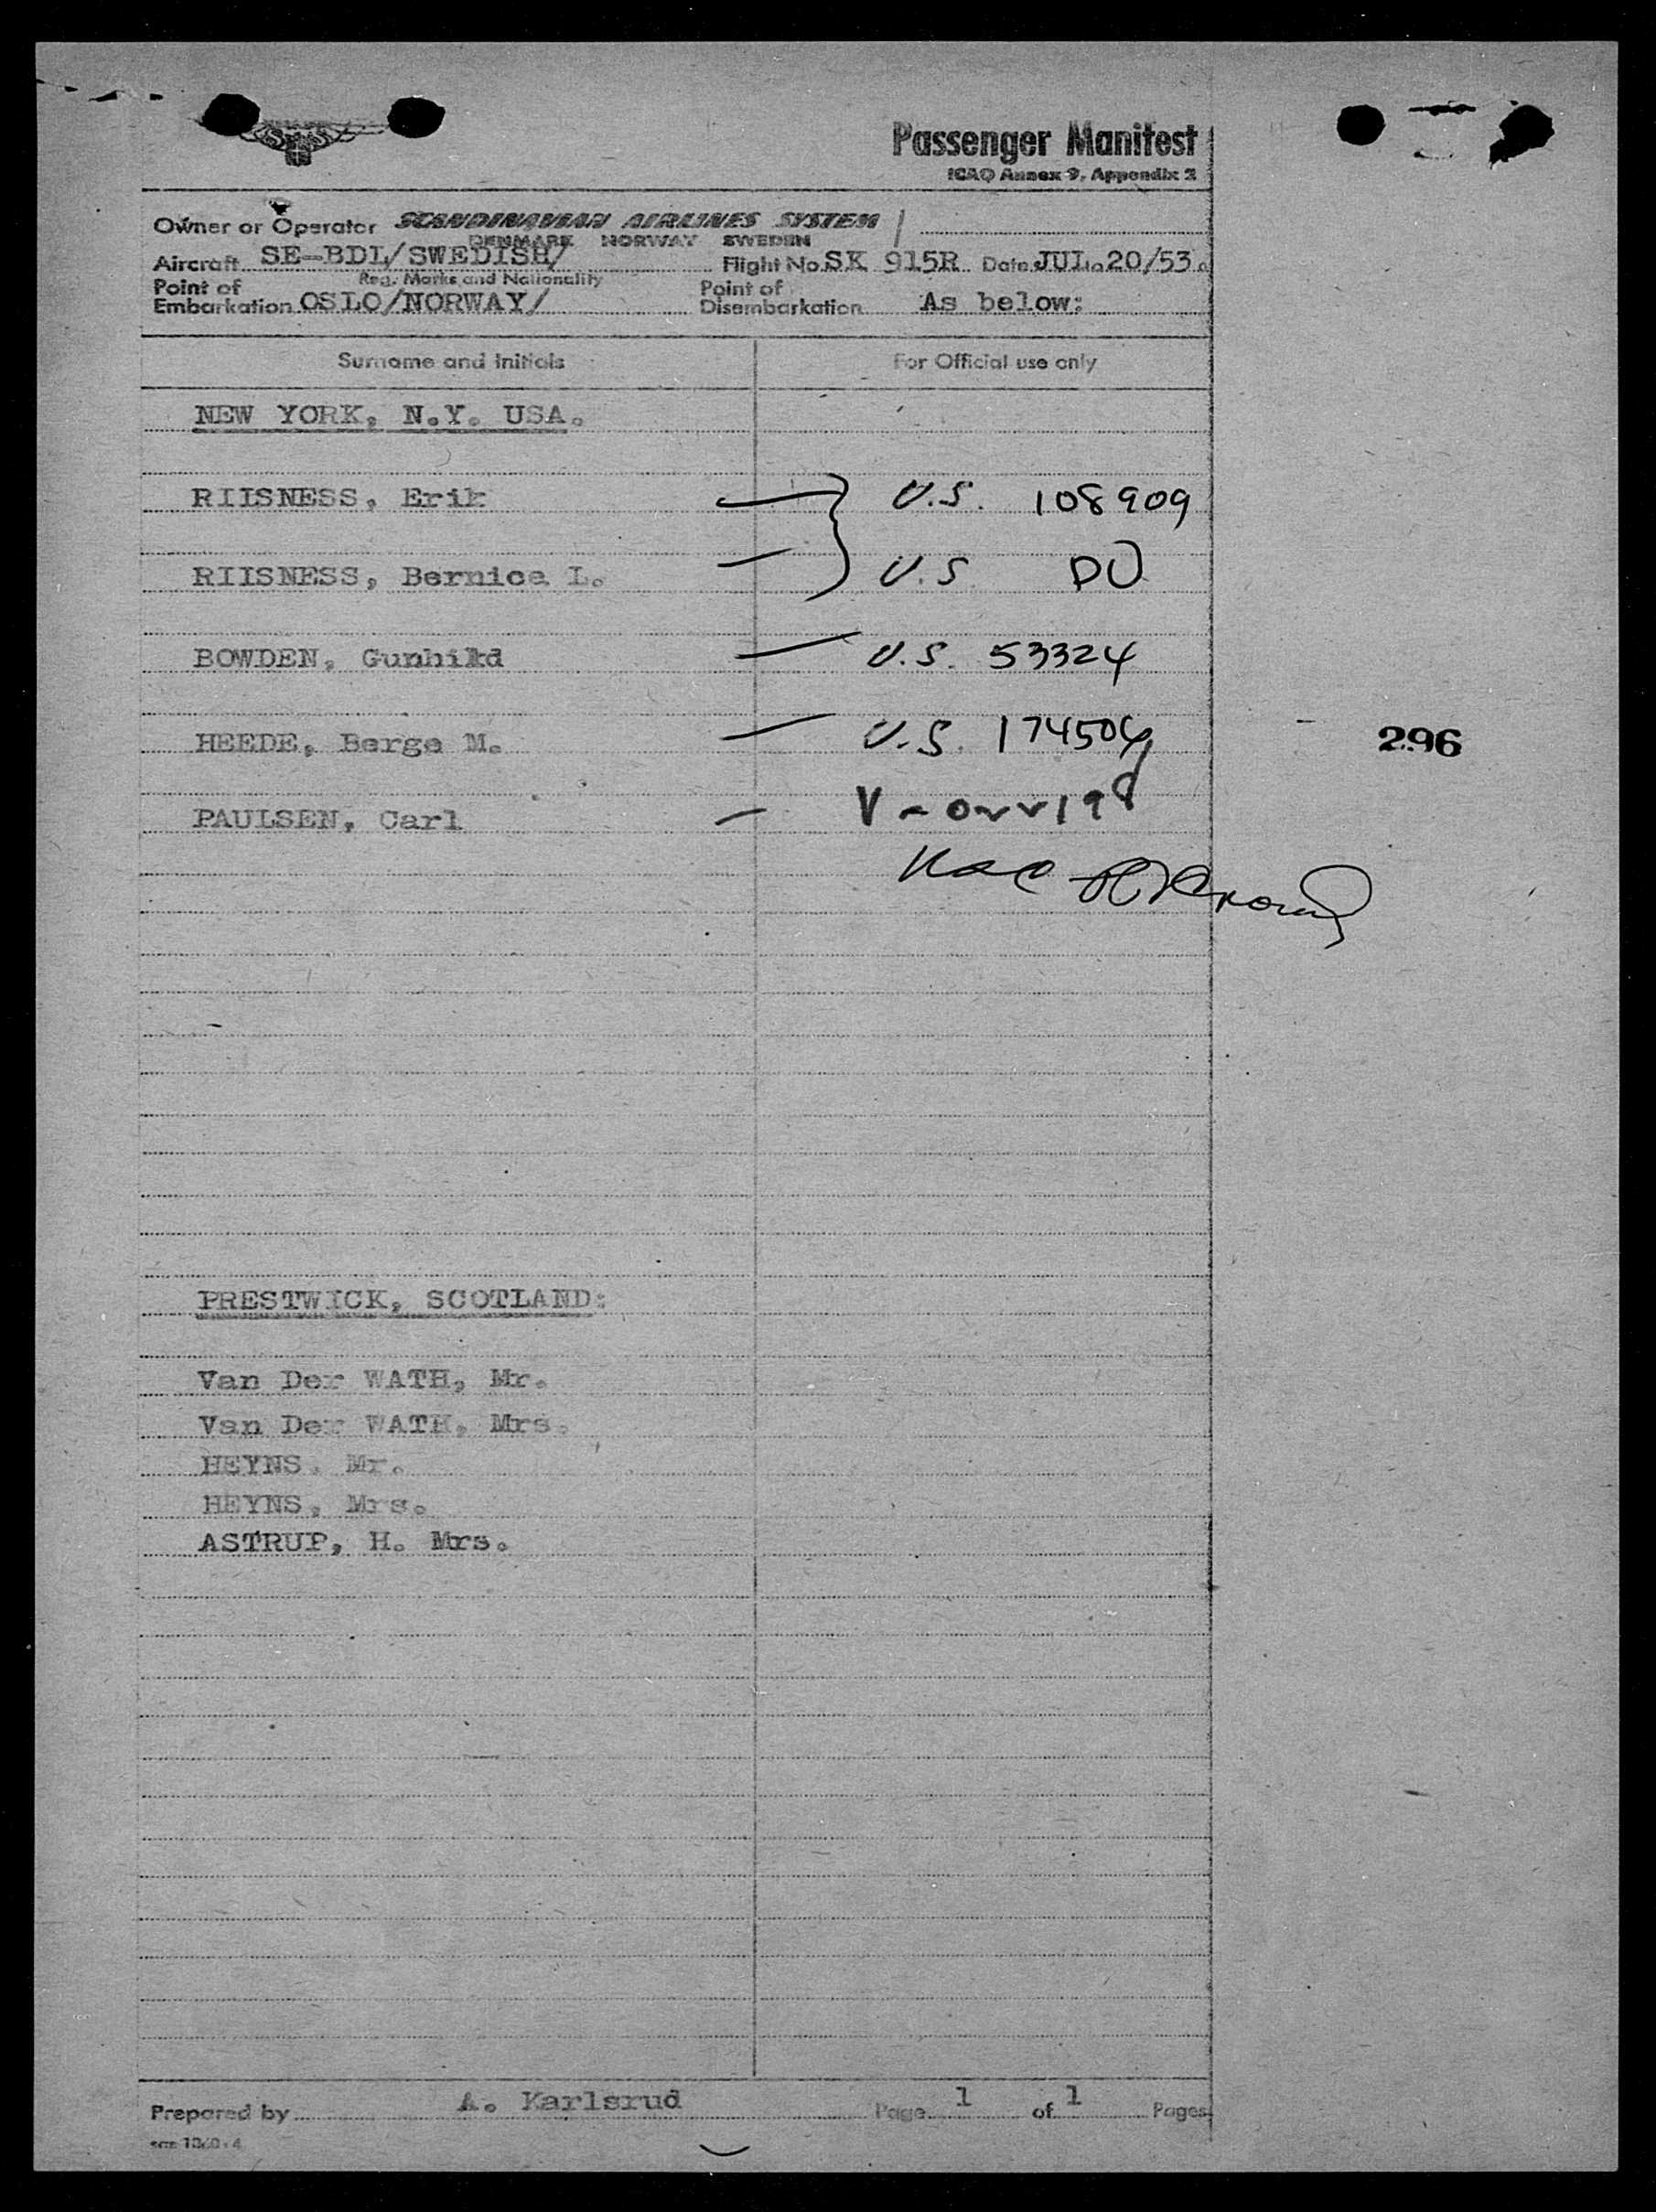 SAS
Passenger Manifest
ICAO Annex 9, Appendix 2
Owner or Operator SCANDINAVIAN AIRLINES SYSTEM
DENMARK NORWAY SWEDEN
Aircraft SE-BDL/SWEDISH/ Flight No. SK 915R Date JUL. 20/53.
Reg. Marks and Nationality
Point of Embarkation OSLO/NORWAY/ Point of Disembarkation As below:
Surname and Initials For Official use only
NEW YORK, N.Y. USA.
RIISNESS, Erik U.S. 108909
RIISNESS, Bernice L. U.S. DO
BOWDEN, Gunhild U.S. 53324
HEEDE, Berge M. U.S. 174504 296
PAULSEN, Carl
PRESTWICK, SCOTLAND:
Van Der WATH, Mr.
Van Der WATH, Mrs.
HEYNS, Mr.
HEYNS, Mrs.
ASTRUP, H. Mrs.
Prepared by A. Karlsrud Page 1 of 1 Pages